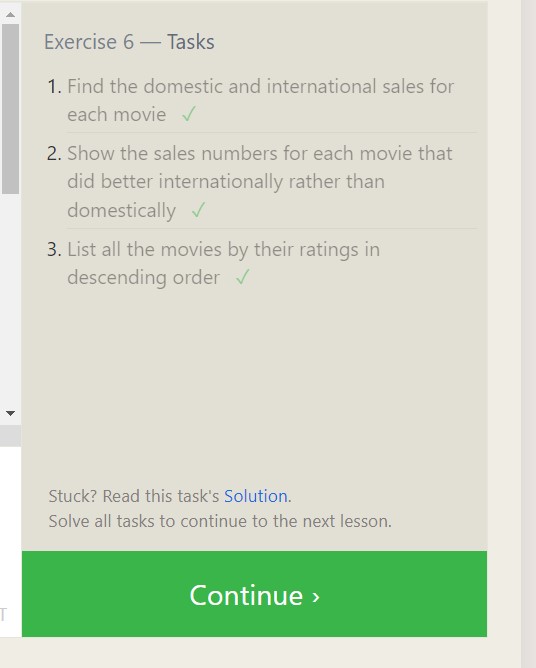 Exercise 6 — Tasks
1. Find the domestic and international sales for
each movie ✓
2. Show the sales numbers for each movie that
did better internationally rather than
domestically ✓
3. List all the movies by their ratings in
descending order ✓
Stuck? Read this task's Solution.
Solve all tasks to continue to the next lesson.
T
Continue ›